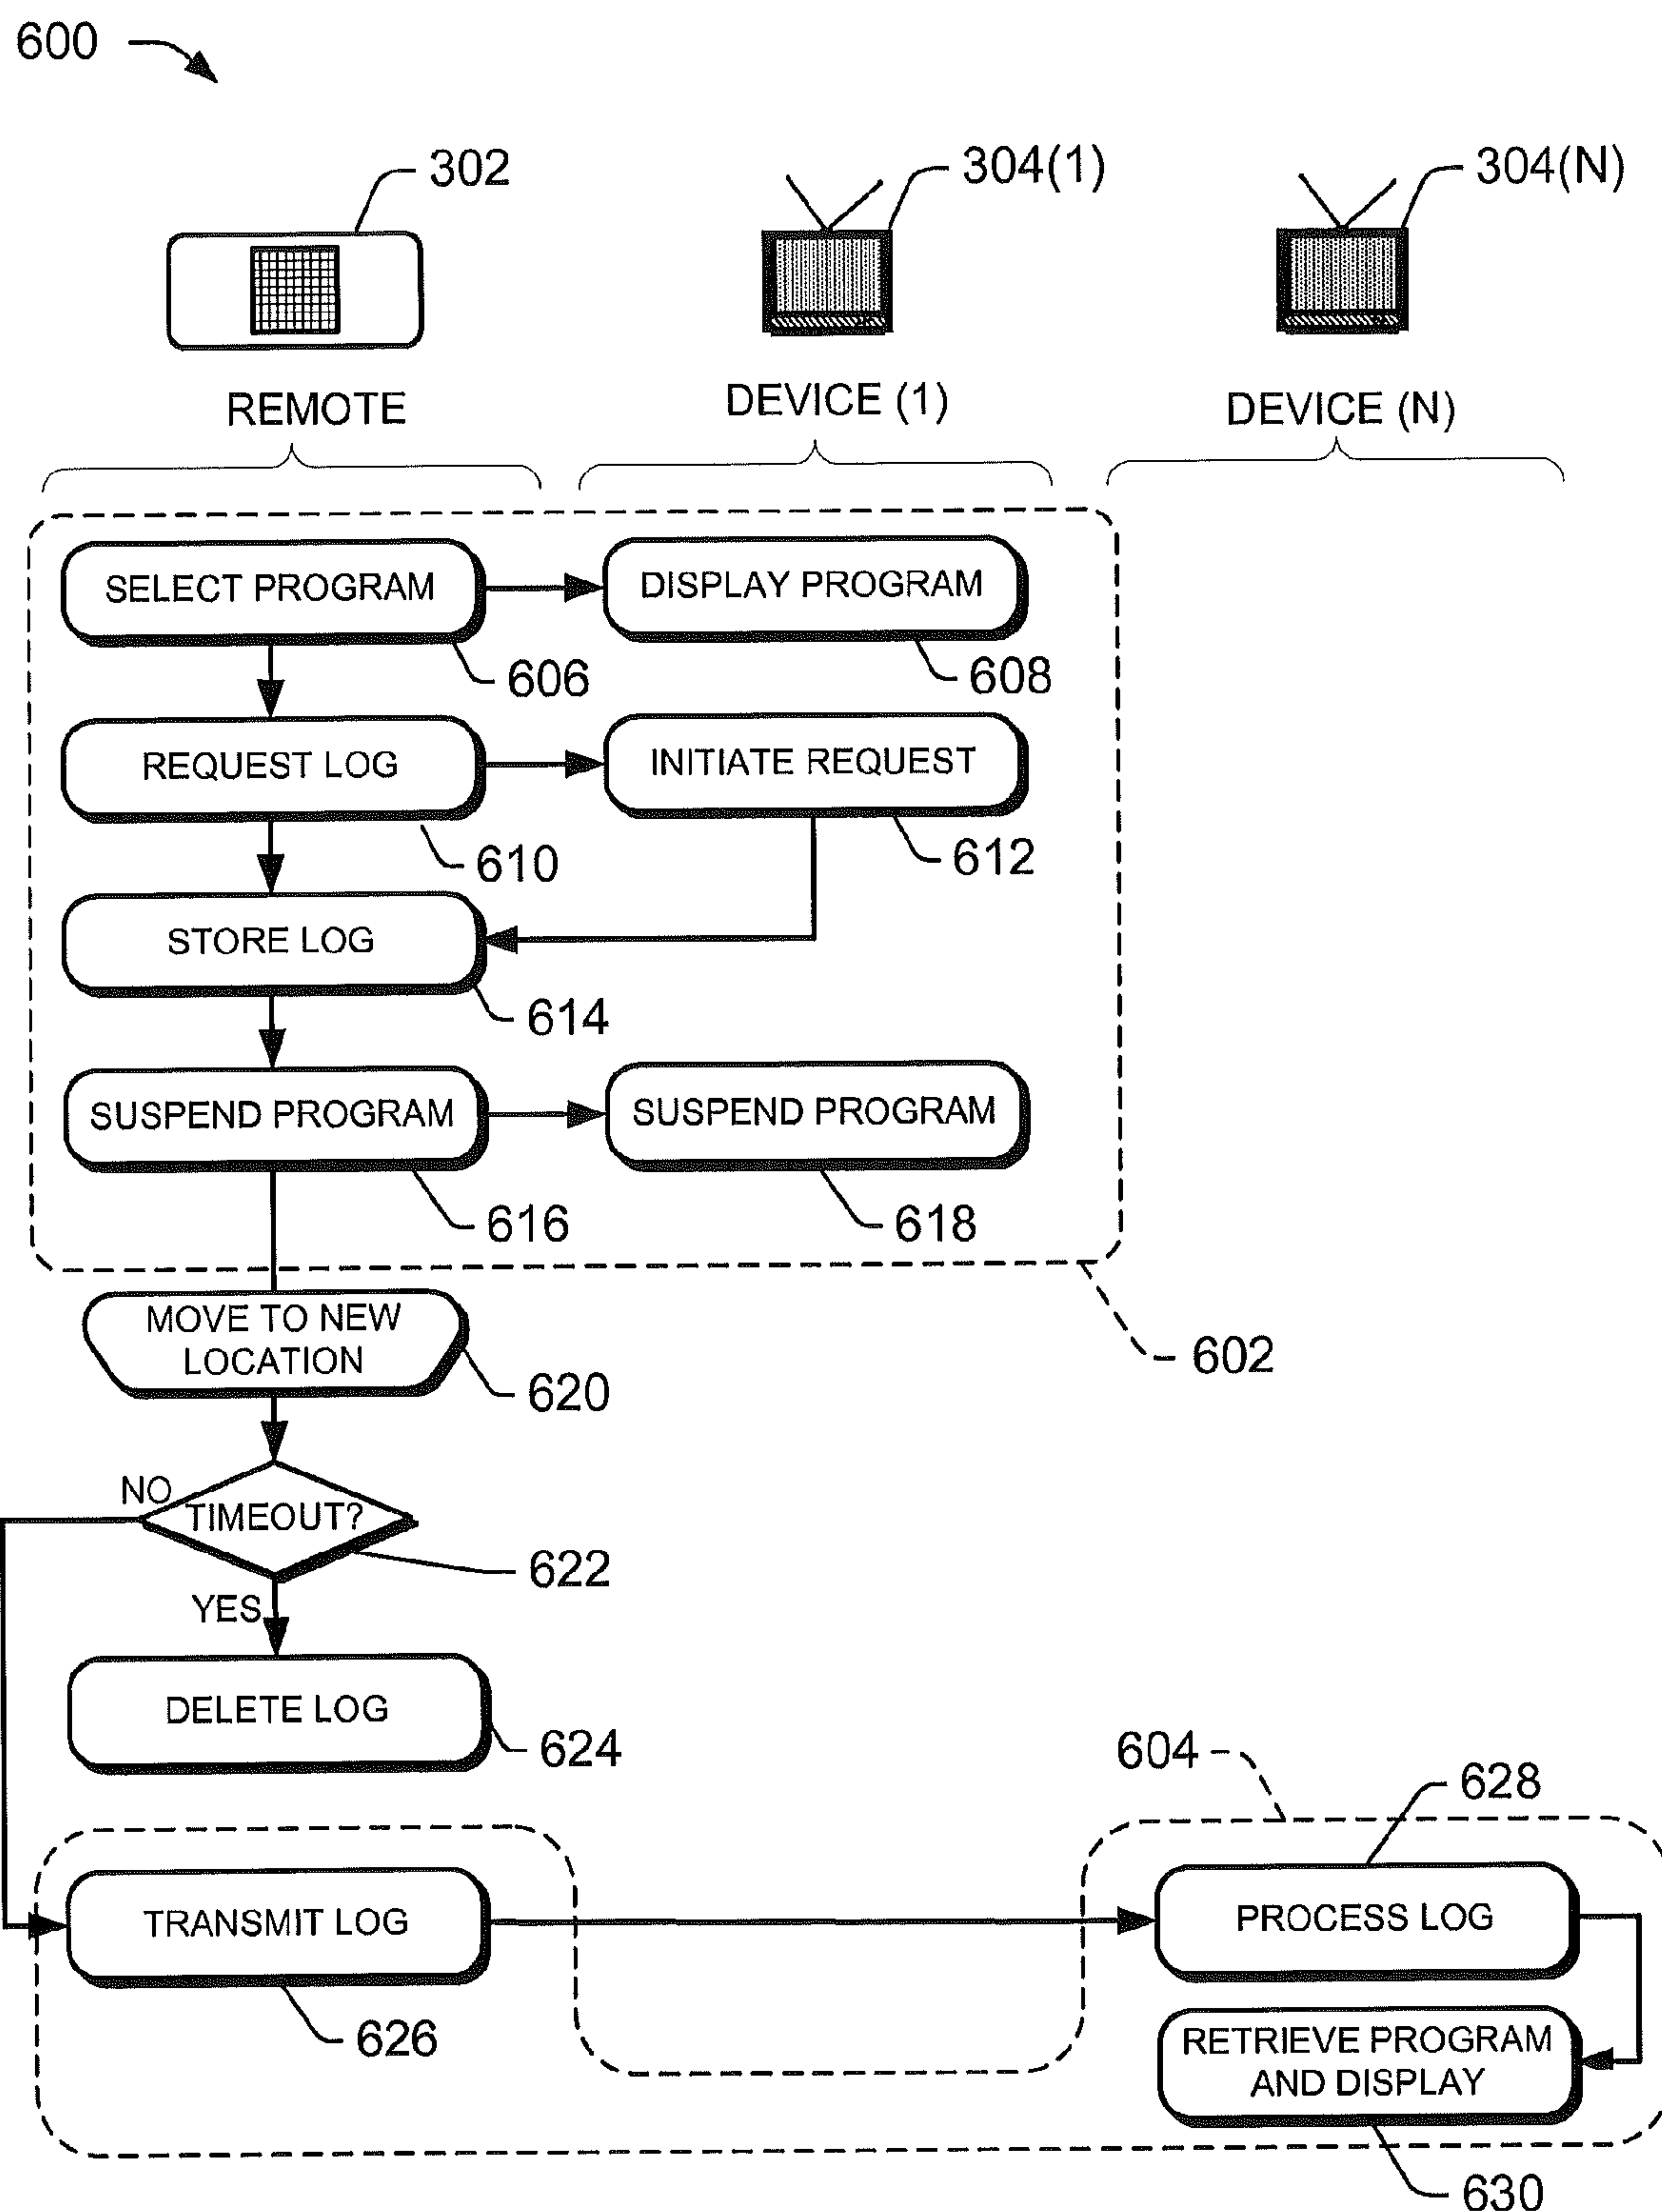 600
302
304(1)
304(N)
REMOTE
DEVICE (1)
DEVICE (N)
SELECT PROGRAM
DISPLAY PROGRAM
606
608
REQUEST LOG
INITIATE REQUEST
610
612
STORE LOG
614
SUSPEND PROGRAM
SUSPEND PROGRAM
616
618
MOVE TO NEW
LOCATION
602
620
NO
TIMEOUT?
622
YES
DELETE LOG
624
604
628
TRANSMIT LOG
PROCESS LOG
626
RETRIEVE PROGRAM
AND DISPLAY
630